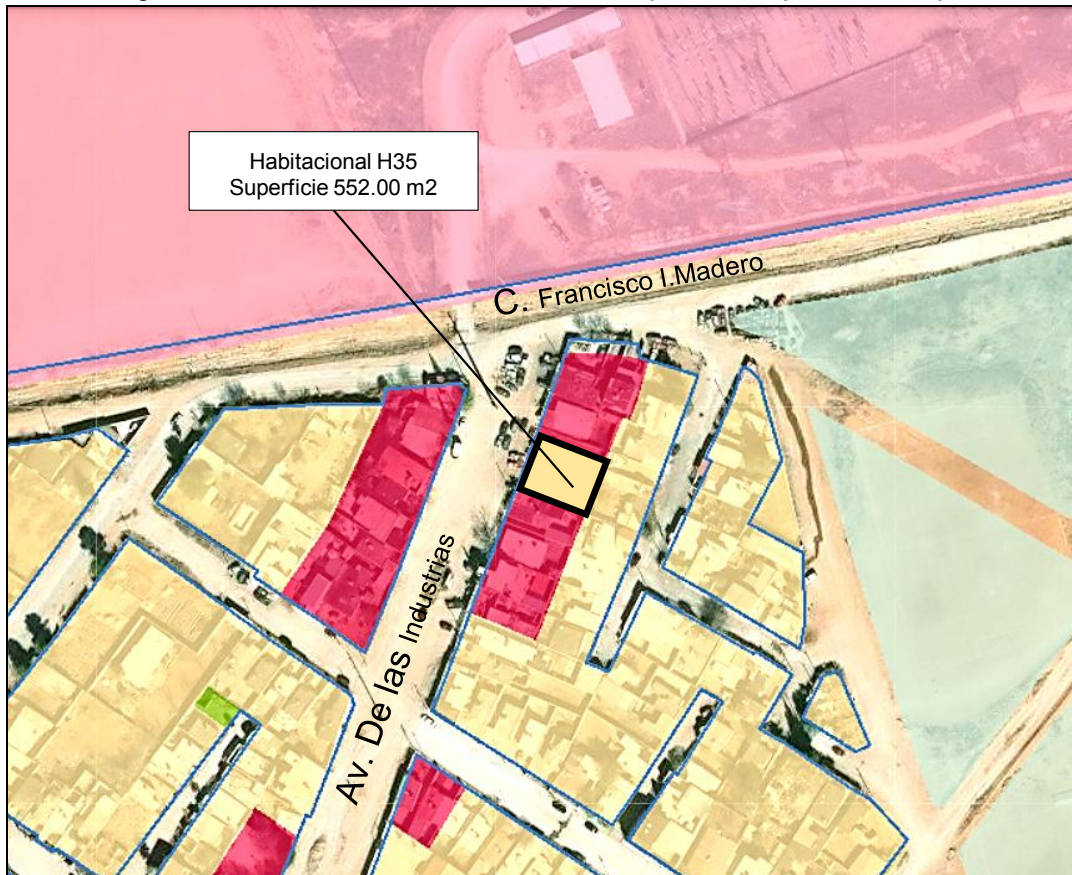 Habitacional H35
Superficie 552.00 m2
C. Francisco I.Madero
Av. De las Industrias